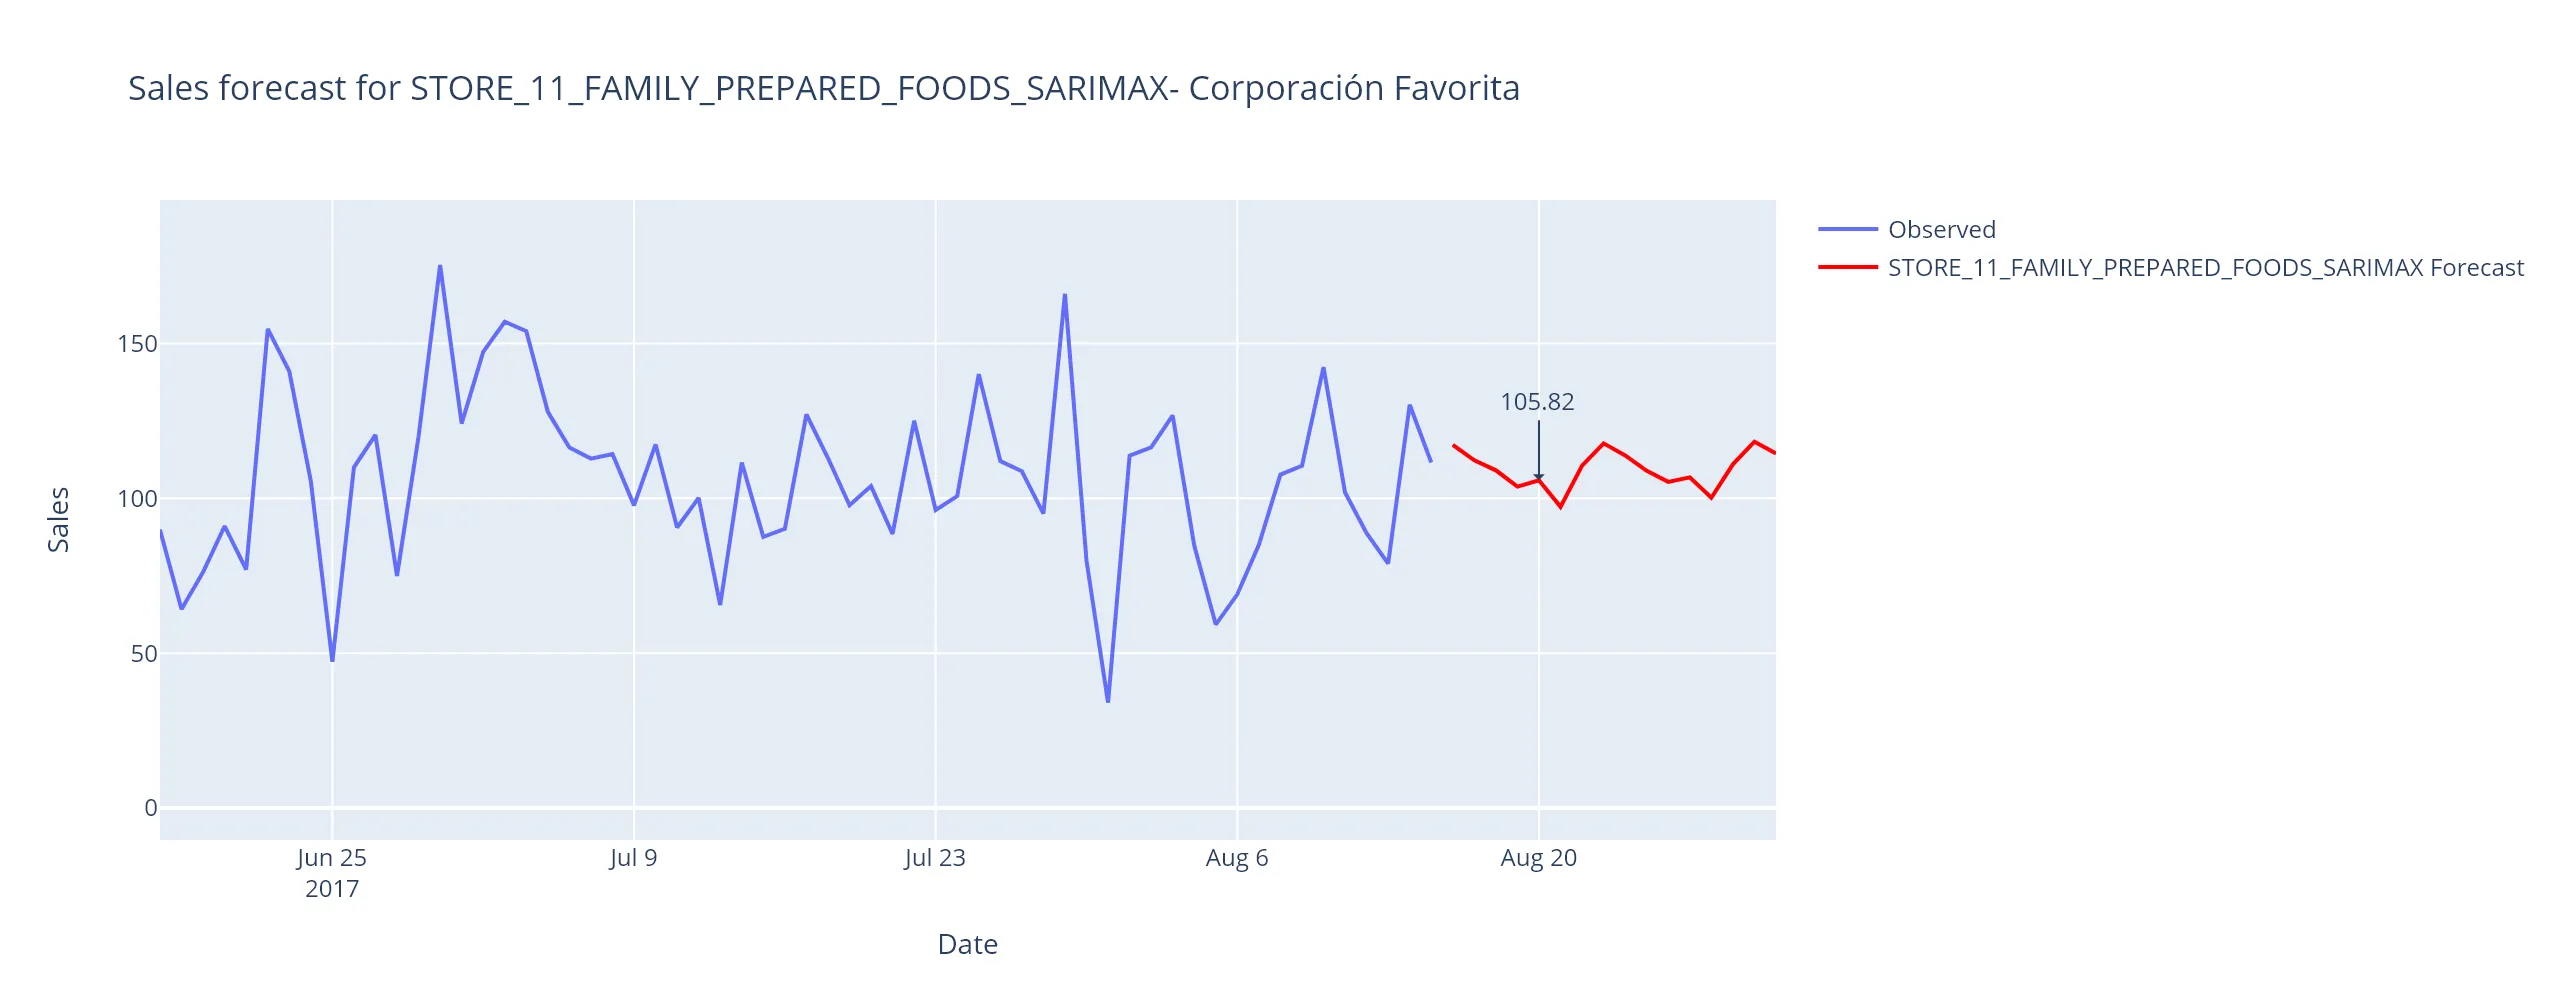 Sales forecast for STORE_11_FAMILY_PREPARED_FOODS_SARIMAX- Corporación Favorita
Observed
STORE_11_FAMILY_PREPARED_FOODS_SARIMAX Forecast
150
100
50
0
Sales
105.82
Jun 25
2017
Jul 9
Jul 23
Aug 6
Aug 20
Date